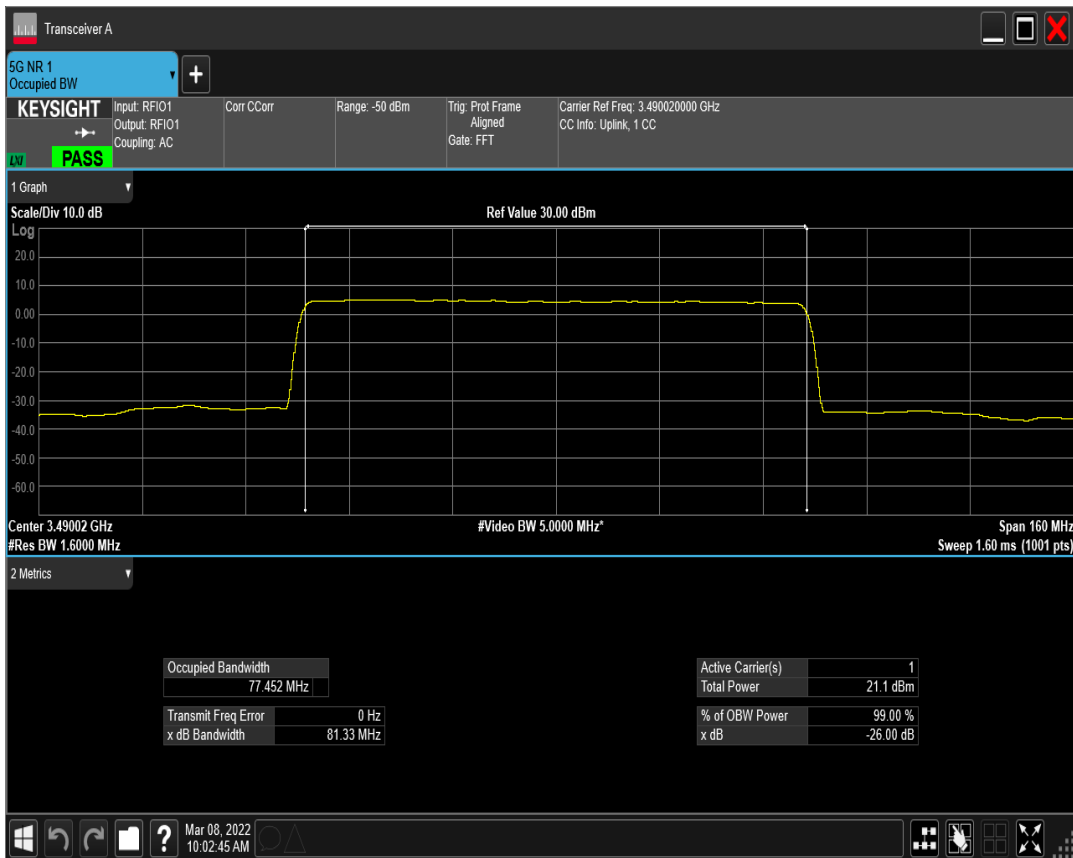 Transceiver A
5G NR 1
Occupied BW
+
KEYSIGHT
LXI
PASS
Input: RFIO1
Output: RFIO1
Coupling: AC
Corr CCorr
Range: -50 dBm
Trig: Prot Frame
Aligned
Gate: FFT
Carrier Ref Freq: 3.490020000 GHz
CC Info: Uplink, 1 CC
1 Graph
Scale/Div 10.0 dB
Ref Value 30.00 dBm
Log
20.0
10.0
0.00
-10.0
-20.0
-30.0
-40.0
-50.0
-60.0
Center 3.49002 GHz
#Video BW 5.0000 MHz*
Span 160 MHz
#Res BW 1.6000 MHz
Sweep 1.60 ms (1001 pts)
2 Metrics
Occupied Bandwidth
77.452 MHz
Transmit Freq Error 0 Hz
x dB Bandwidth 81.33 MHz
Active Carrier(s) 1
Total Power 21.1 dBm
% of OBW Power 99.00 %
x dB -26.00 dB
?
Mar 08, 2022
10:02:45 AM